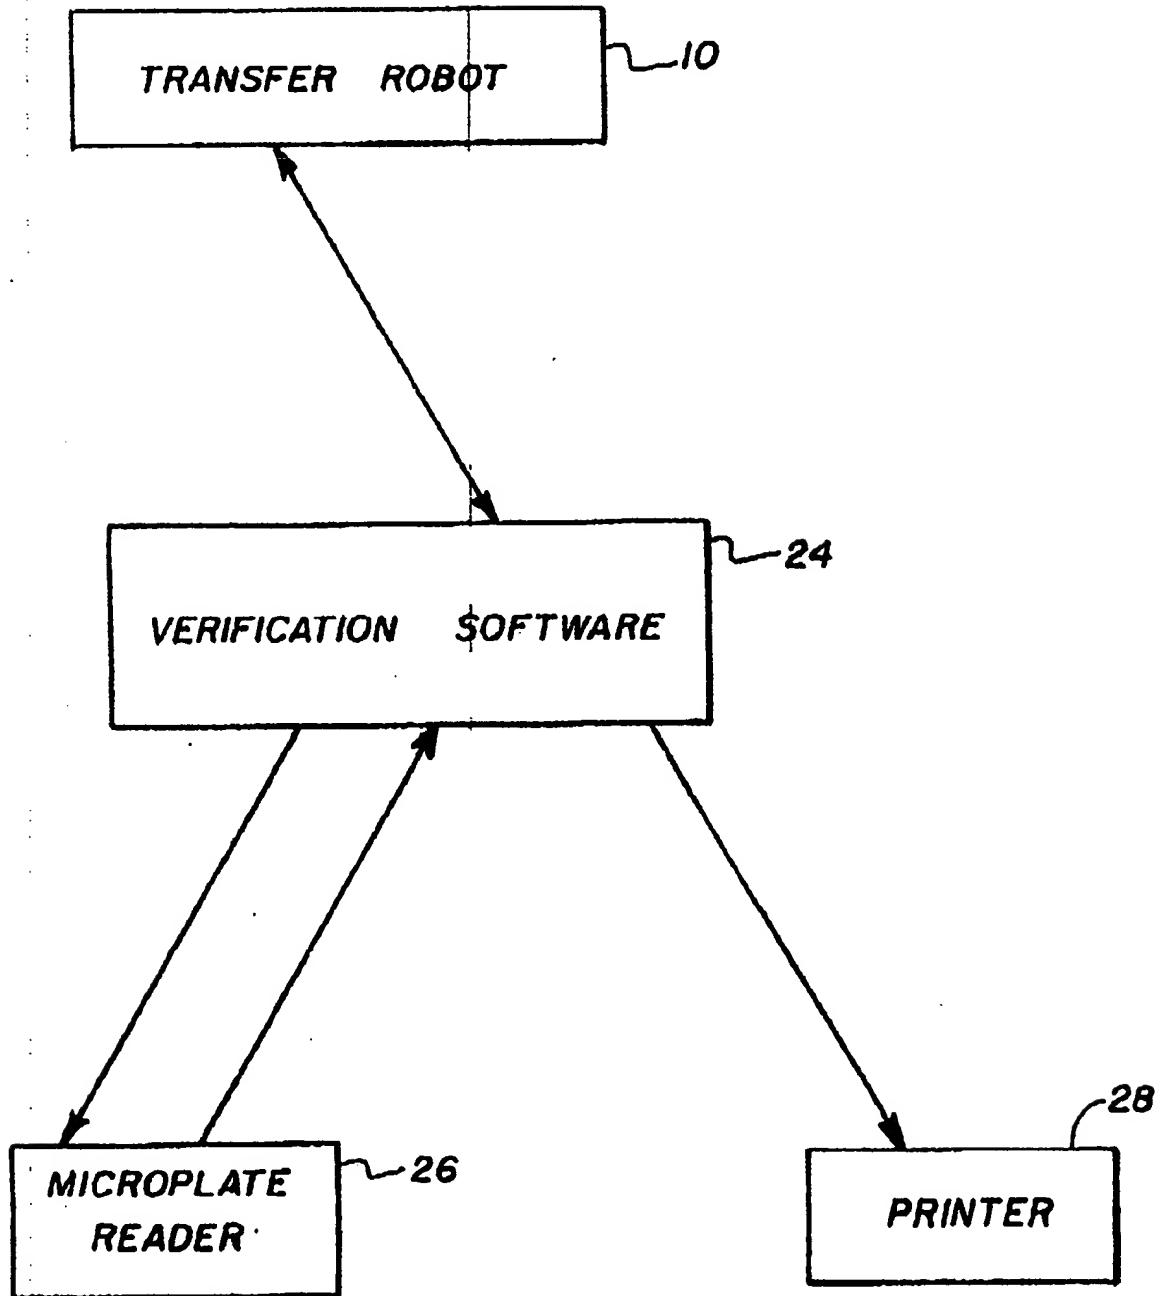 TRANSFER ROBOT
10
VERIFICATION SOFTWARE
24
MICROPLATE
READER
26
PRINTER
28